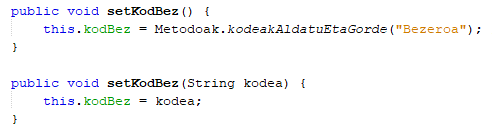 public void setKodBez() {
    this.kodBez = Metodoak.kodeakAldatuEtaGorde("Bezeroa");
}

public void setKodBez(String kodea) {
    this.kodBez = kodea;
}